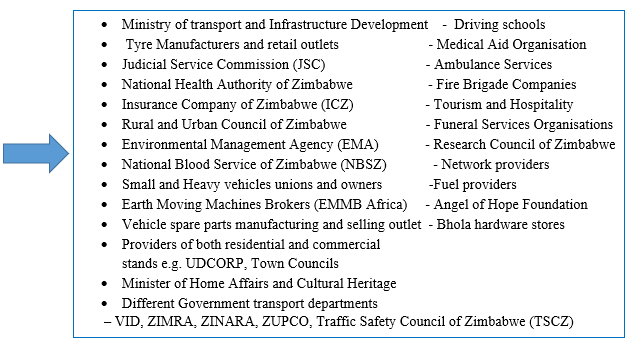 • Ministry of transport and Infrastructure Development - Driving schools
• Tyre Manufacturers and retail outlets - Medical Aid Organisation
• Judicial Service Commission (JSC) - Ambulance Services
• National Health Authority of Zimbabwe - Fire Brigade Companies
• Insurance Company of Zimbabwe (ICZ) - Tourism and Hospitality
• Rural and Urban Council of Zimbabwe - Funeral Services Organisations
• Environmental Management Agency (EMA) - Research Council of Zimbabwe
• National Blood Service of Zimbabwe (NBSZ) - Network providers
• Small and Heavy vehicles unions and owners -Fuel providers
• Earth Moving Machines Brokers (EMMB Africa) - Angel of Hope Foundation
• Vehicle spare parts manufacturing and selling outlet - Bhola hardware stores
• Providers of both residential and commercial
stands e.g. UDCORP, Town Councils
• Minister of Home Affairs and Cultural Heritage
• Different Government transport departments
– VID, ZIMRA, ZINARA, ZUPCO, Traffic Safety Council of Zimbabwe (TSCZ)